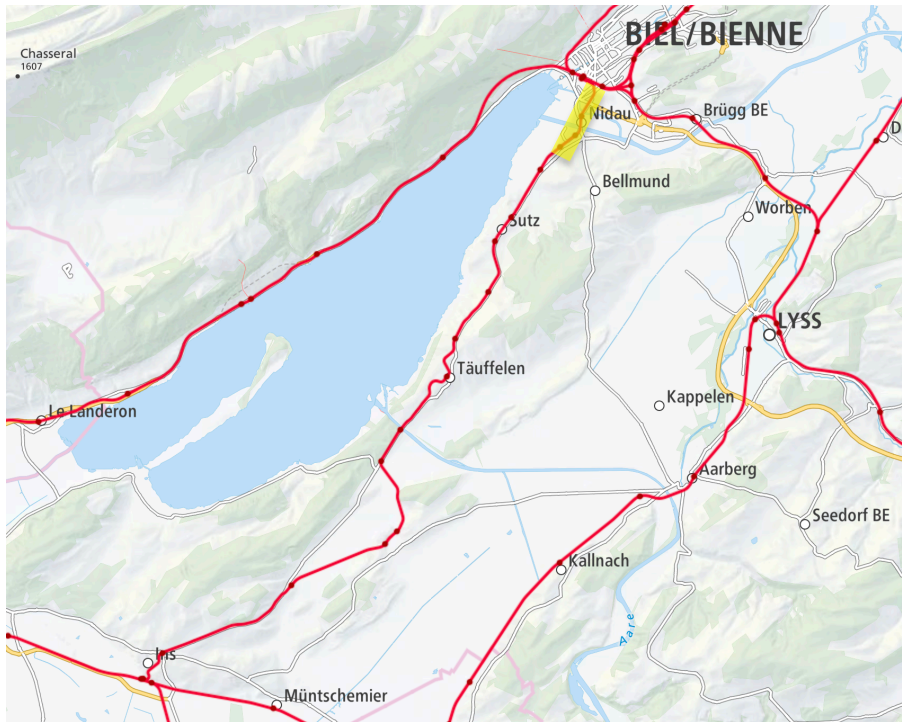 Chasseral
1607
BIEL/BIENNE
Nidau
Brügg BE
D
Bellmund
Worben
Sutz
LYSS
Täuffelen
Kappelen
Le Landeron
Aarberg
Seedorf BE
Kallnach
Aare
Ins
Müntschemier